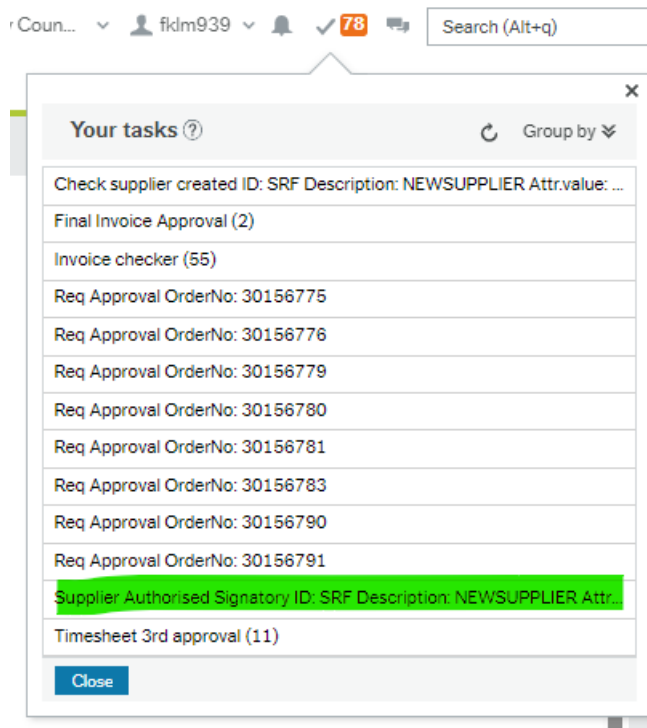 Coun... fklm939 78 Search (Alt+q)
Your tasks ? Group by
Check supplier created ID: SRF Description: NEWSUPPLIER Attr.value: ...
Final Invoice Approval (2)
Invoice checker (55)
Req Approval OrderNo: 30156775
Req Approval OrderNo: 30156776
Req Approval OrderNo: 30156779
Req Approval OrderNo: 30156780
Req Approval OrderNo: 30156781
Req Approval OrderNo: 30156783
Req Approval OrderNo: 30156790
Req Approval OrderNo: 30156791
Supplier Authorised Signatory ID: SRF Description: NEWSUPPLIER Attr...
Timesheet 3rd approval (11)
Close